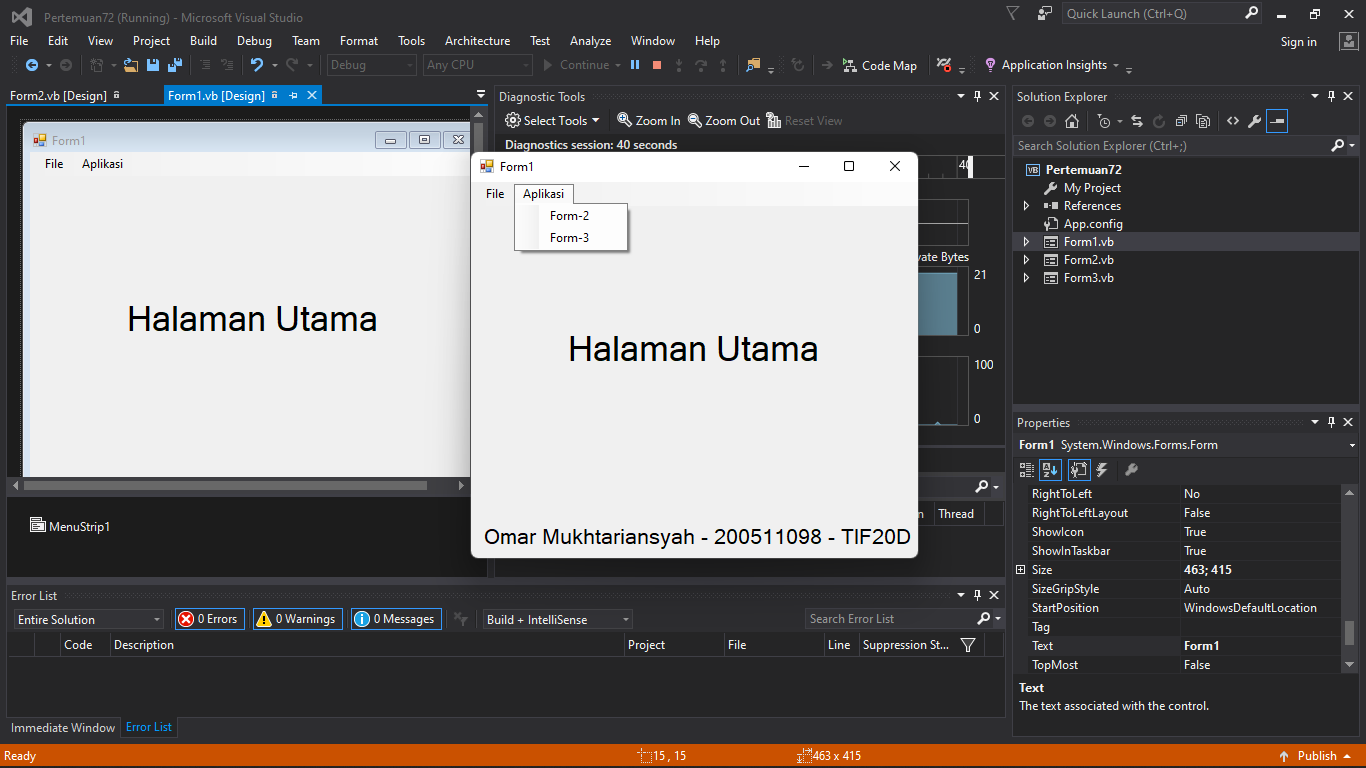 Pertemuan72 (Running) - Microsoft Visual Studio
Quick Launch (Ctrl+Q)
File Edit View Project Build Debug Team Format Tools Architecture Test Analyze Window Help
Sign in
Debug Any CPU Continue Code Map Application Insights
Form2.vb [Design] Form1.vb [Design]
Form1
File Aplikasi
Halaman Utama
MenuStrip1
Diagnostic Tools
Select Tools Zoom In Zoom Out Reset View
Diagnostics session: 40 seconds
40
vate Bytes
21
0
100
0
Thread
Form1
File Aplikasi
Form-2
Form-3
Halaman Utama
Omar Mukhtariansyah - 200511098 - TIF20D
Solution Explorer
Search Solution Explorer (Ctrl+;)
VB Pertemuan72
My Project
References
App.config
Form1.vb
Form2.vb
Form3.vb
Properties
Form1 System.Windows.Forms.Form
RightToLeft No
RightToLeftLayout False
ShowIcon True
ShowInTaskbar True
Size 463; 415
SizeGripStyle Auto
StartPosition WindowsDefaultLocation
Tag
Text Form1
TopMost False
Text
The text associated with the control.
Error List
Entire Solution 0 Errors 0 Warnings 0 Messages Build + IntelliSense Search Error List
Code Description Project File Line Suppression St...
Immediate Window Error List
Ready 15 , 15 463 x 415 Publish